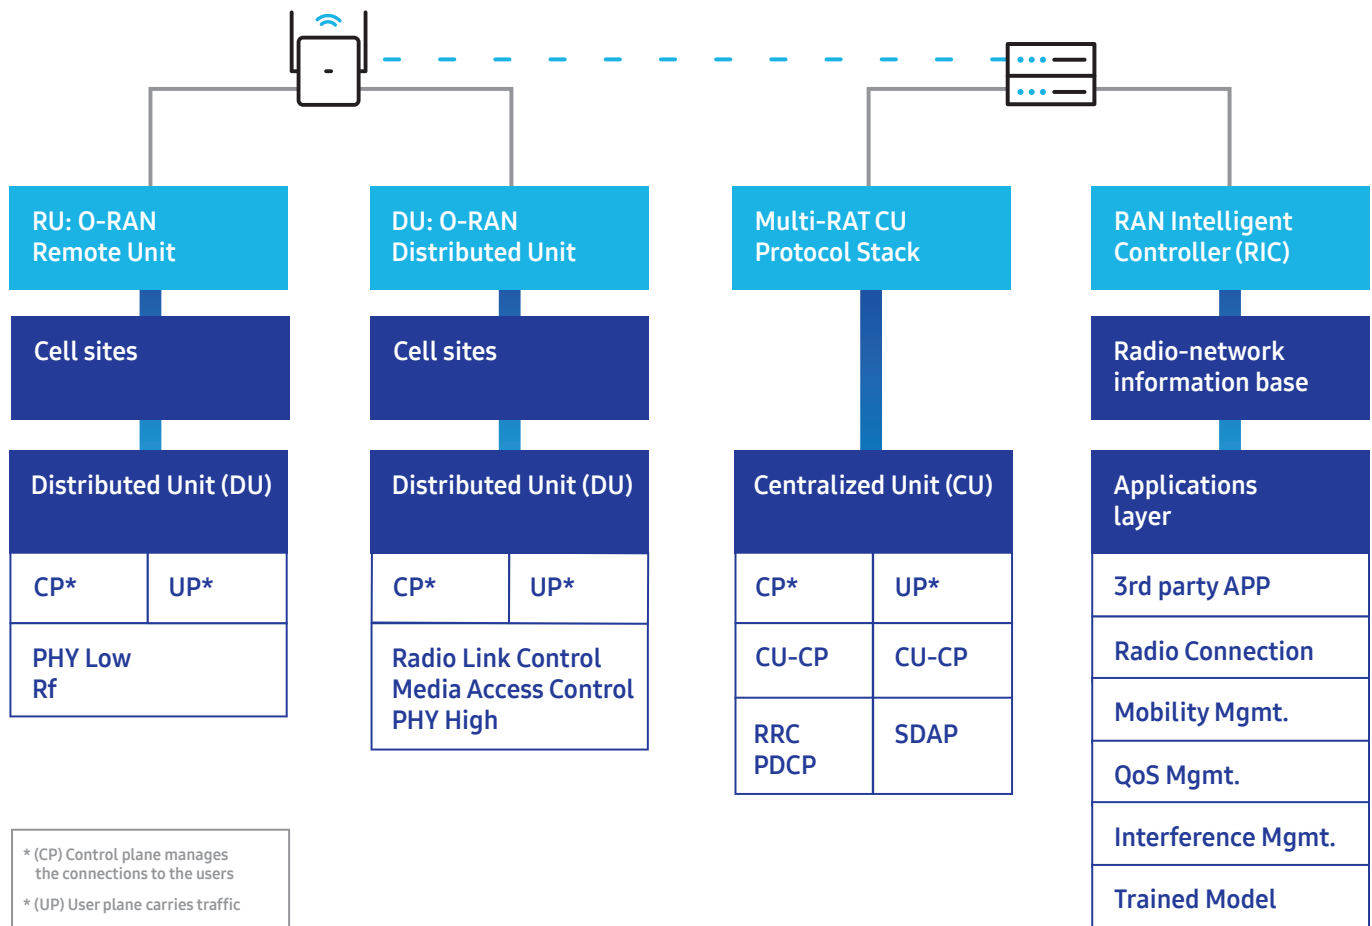 RU: O-RAN
Remote Unit
Cell sites
Distributed Unit (DU)
CP*
UP*
PHY Low
Rf
DU: O-RAN
Distributed Unit
Cell sites
Distributed Unit (DU)
CP*
UP*
Radio Link Control
Media Access Control
PHY High
Multi-RAT CU
Protocol Stack
Centralized Unit (CU)
CP*
UP*
CU-CP
CU-CP
RRC
PDCP
SDAP
RAN Intelligent
Controller (RIC)
Radio-network
information base
Applications
layer
3rd party APP
Radio Connection
Mobility Mgmt.
QoS Mgmt.
Interference Mgmt.
Trained Model
* (CP) Control plane manages
the connections to the users
* (UP) User plane carries traffic